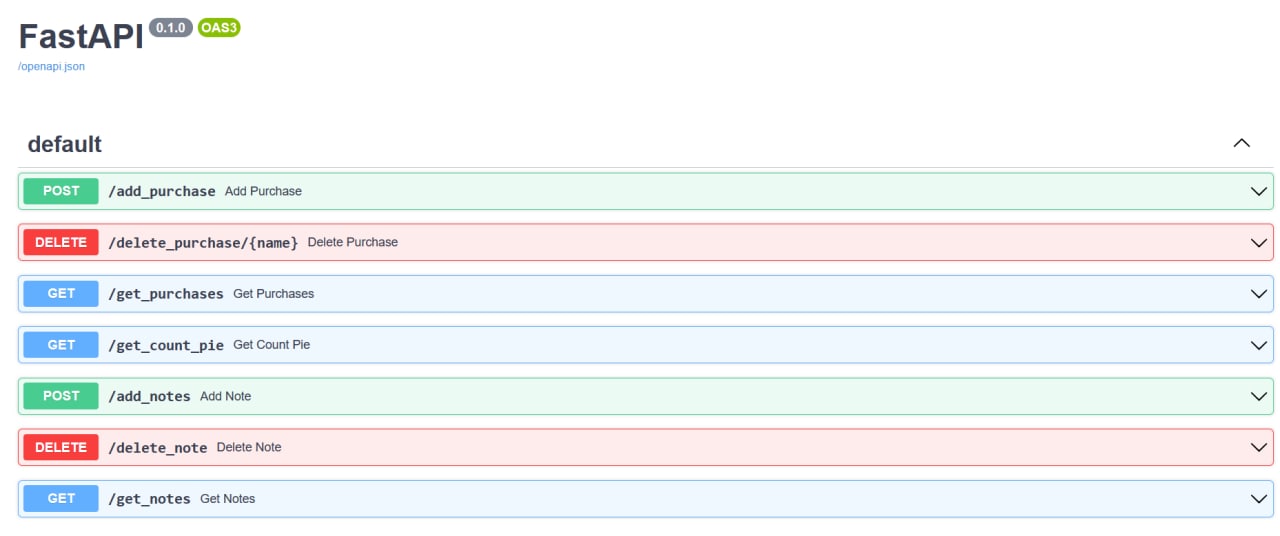 FastAPI 0.1.0 OAS3
/openapi.json
default
POST /add_purchase Add Purchase
DELETE /delete_purchase/{name} Delete Purchase
GET /get_purchases Get Purchases
GET /get_count_pie Get Count Pie
POST /add_notes Add Note
DELETE /delete_note Delete Note
GET /get_notes Get Notes